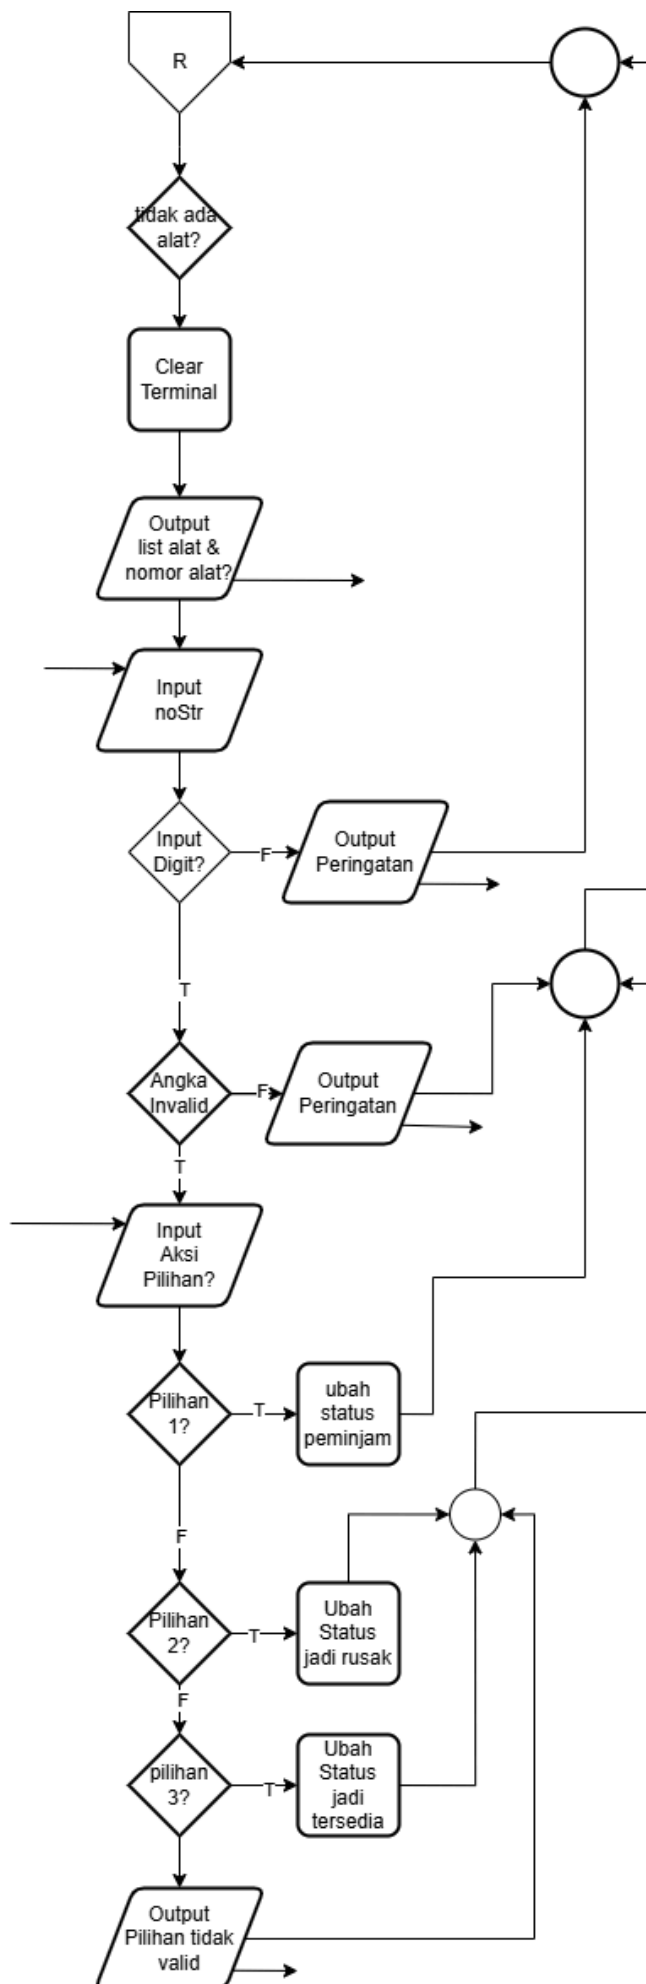 R
tidak ada
alat?
Clear
Terminal
Output
list alat &
nomor alat?
Input
noStr
Input
Digit?
F
Output
Peringatan
T
Angka
Invalid
F
Output
Peringatan
T
Input
Aksi
Pilihan?
Pilihan
1?
T
ubah
status
peminjam
F
Pilihan
2?
T
Ubah
Status
jadi rusak
F
pilihan
3?
T
Ubah
Status
jadi
tersedia
Output
Pilihan tidak
valid